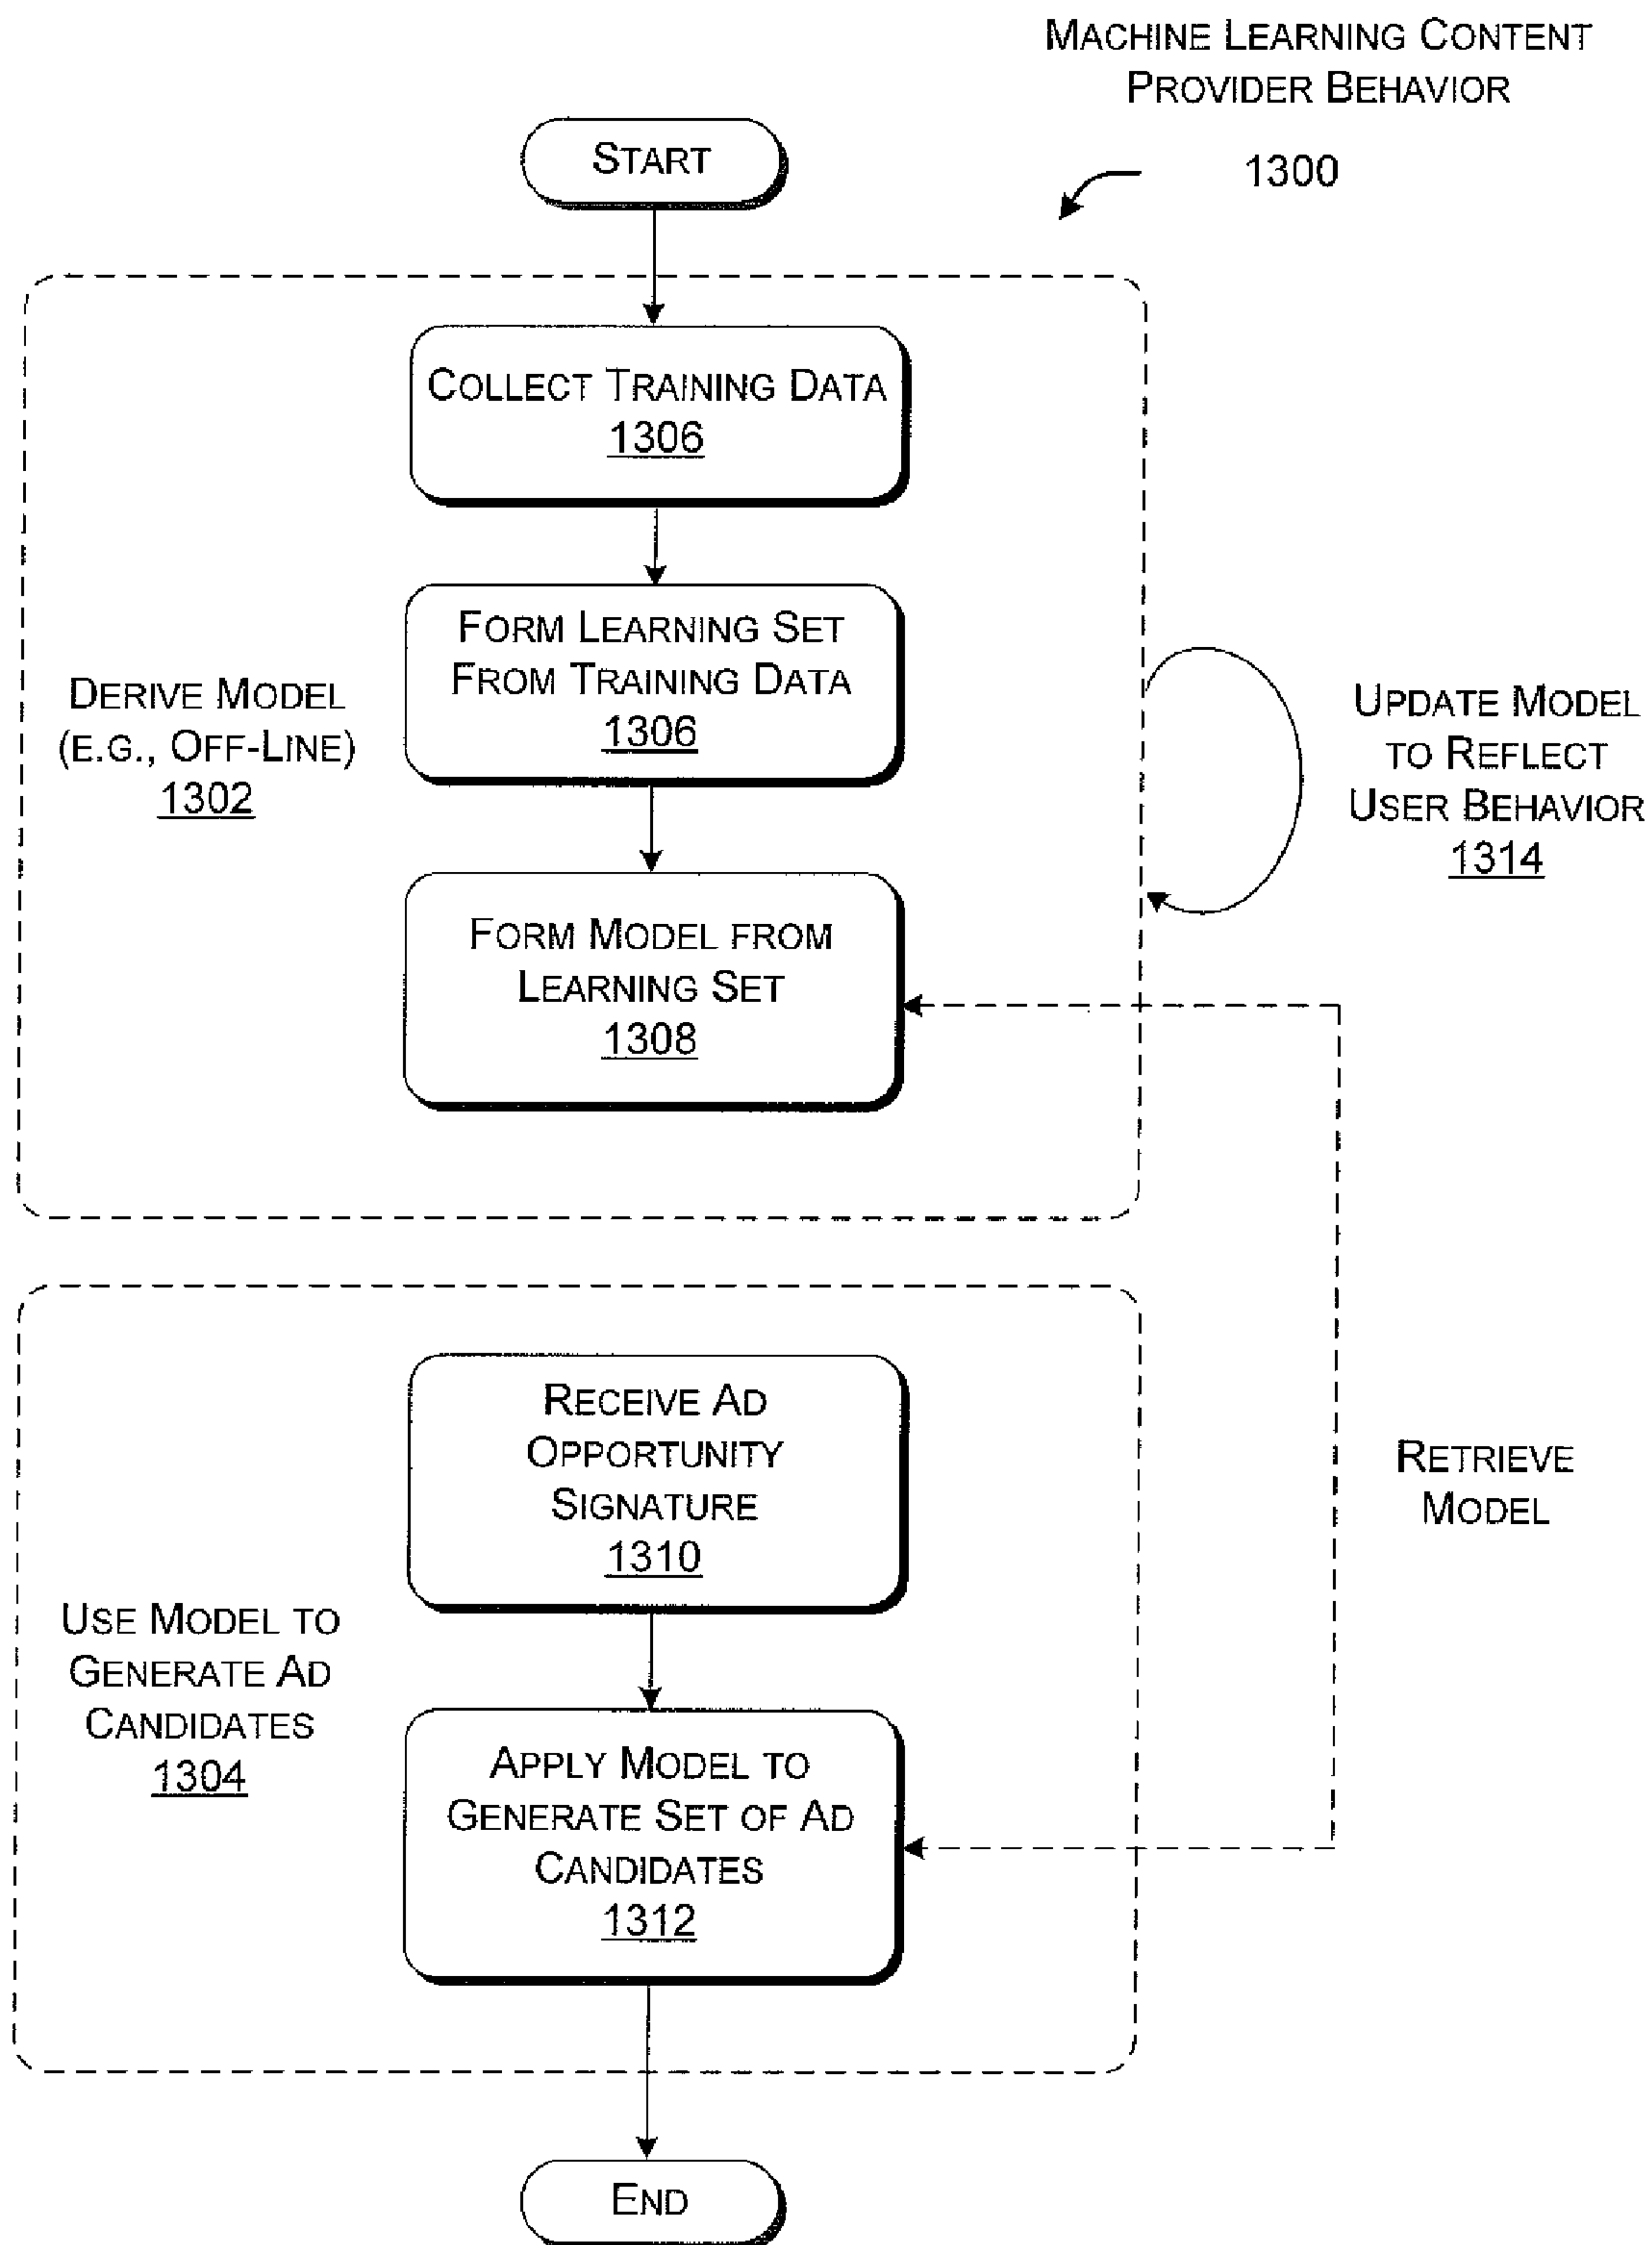 MACHINE LEARNING CONTENT
PROVIDER BEHAVIOR
1300
START
COLLECT TRAINING DATA
1306
FORM LEARNING SET
FROM TRAINING DATA
1306
DERIVE MODEL
(E.G., OFF-LINE)
1302
UPDATE MODEL
TO REFLECT
USER BEHAVIOR
1314
FORM MODEL FROM
LEARNING SET
1308
RECEIVE AD
OPPORTUNITY
SIGNATURE
1310
RETRIEVE
MODEL
USE MODEL TO
GENERATE AD
CANDIDATES
1304
APPLY MODEL TO
GENERATE SET OF AD
CANDIDATES
1312
END